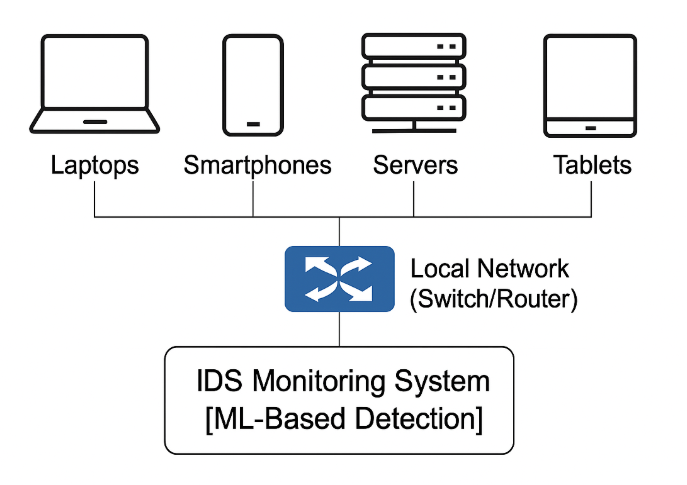 Laptops
Smartphones
Servers
Tablets
Local Network
(Switch/Router)
IDS Monitoring System
[ML-Based Detection]